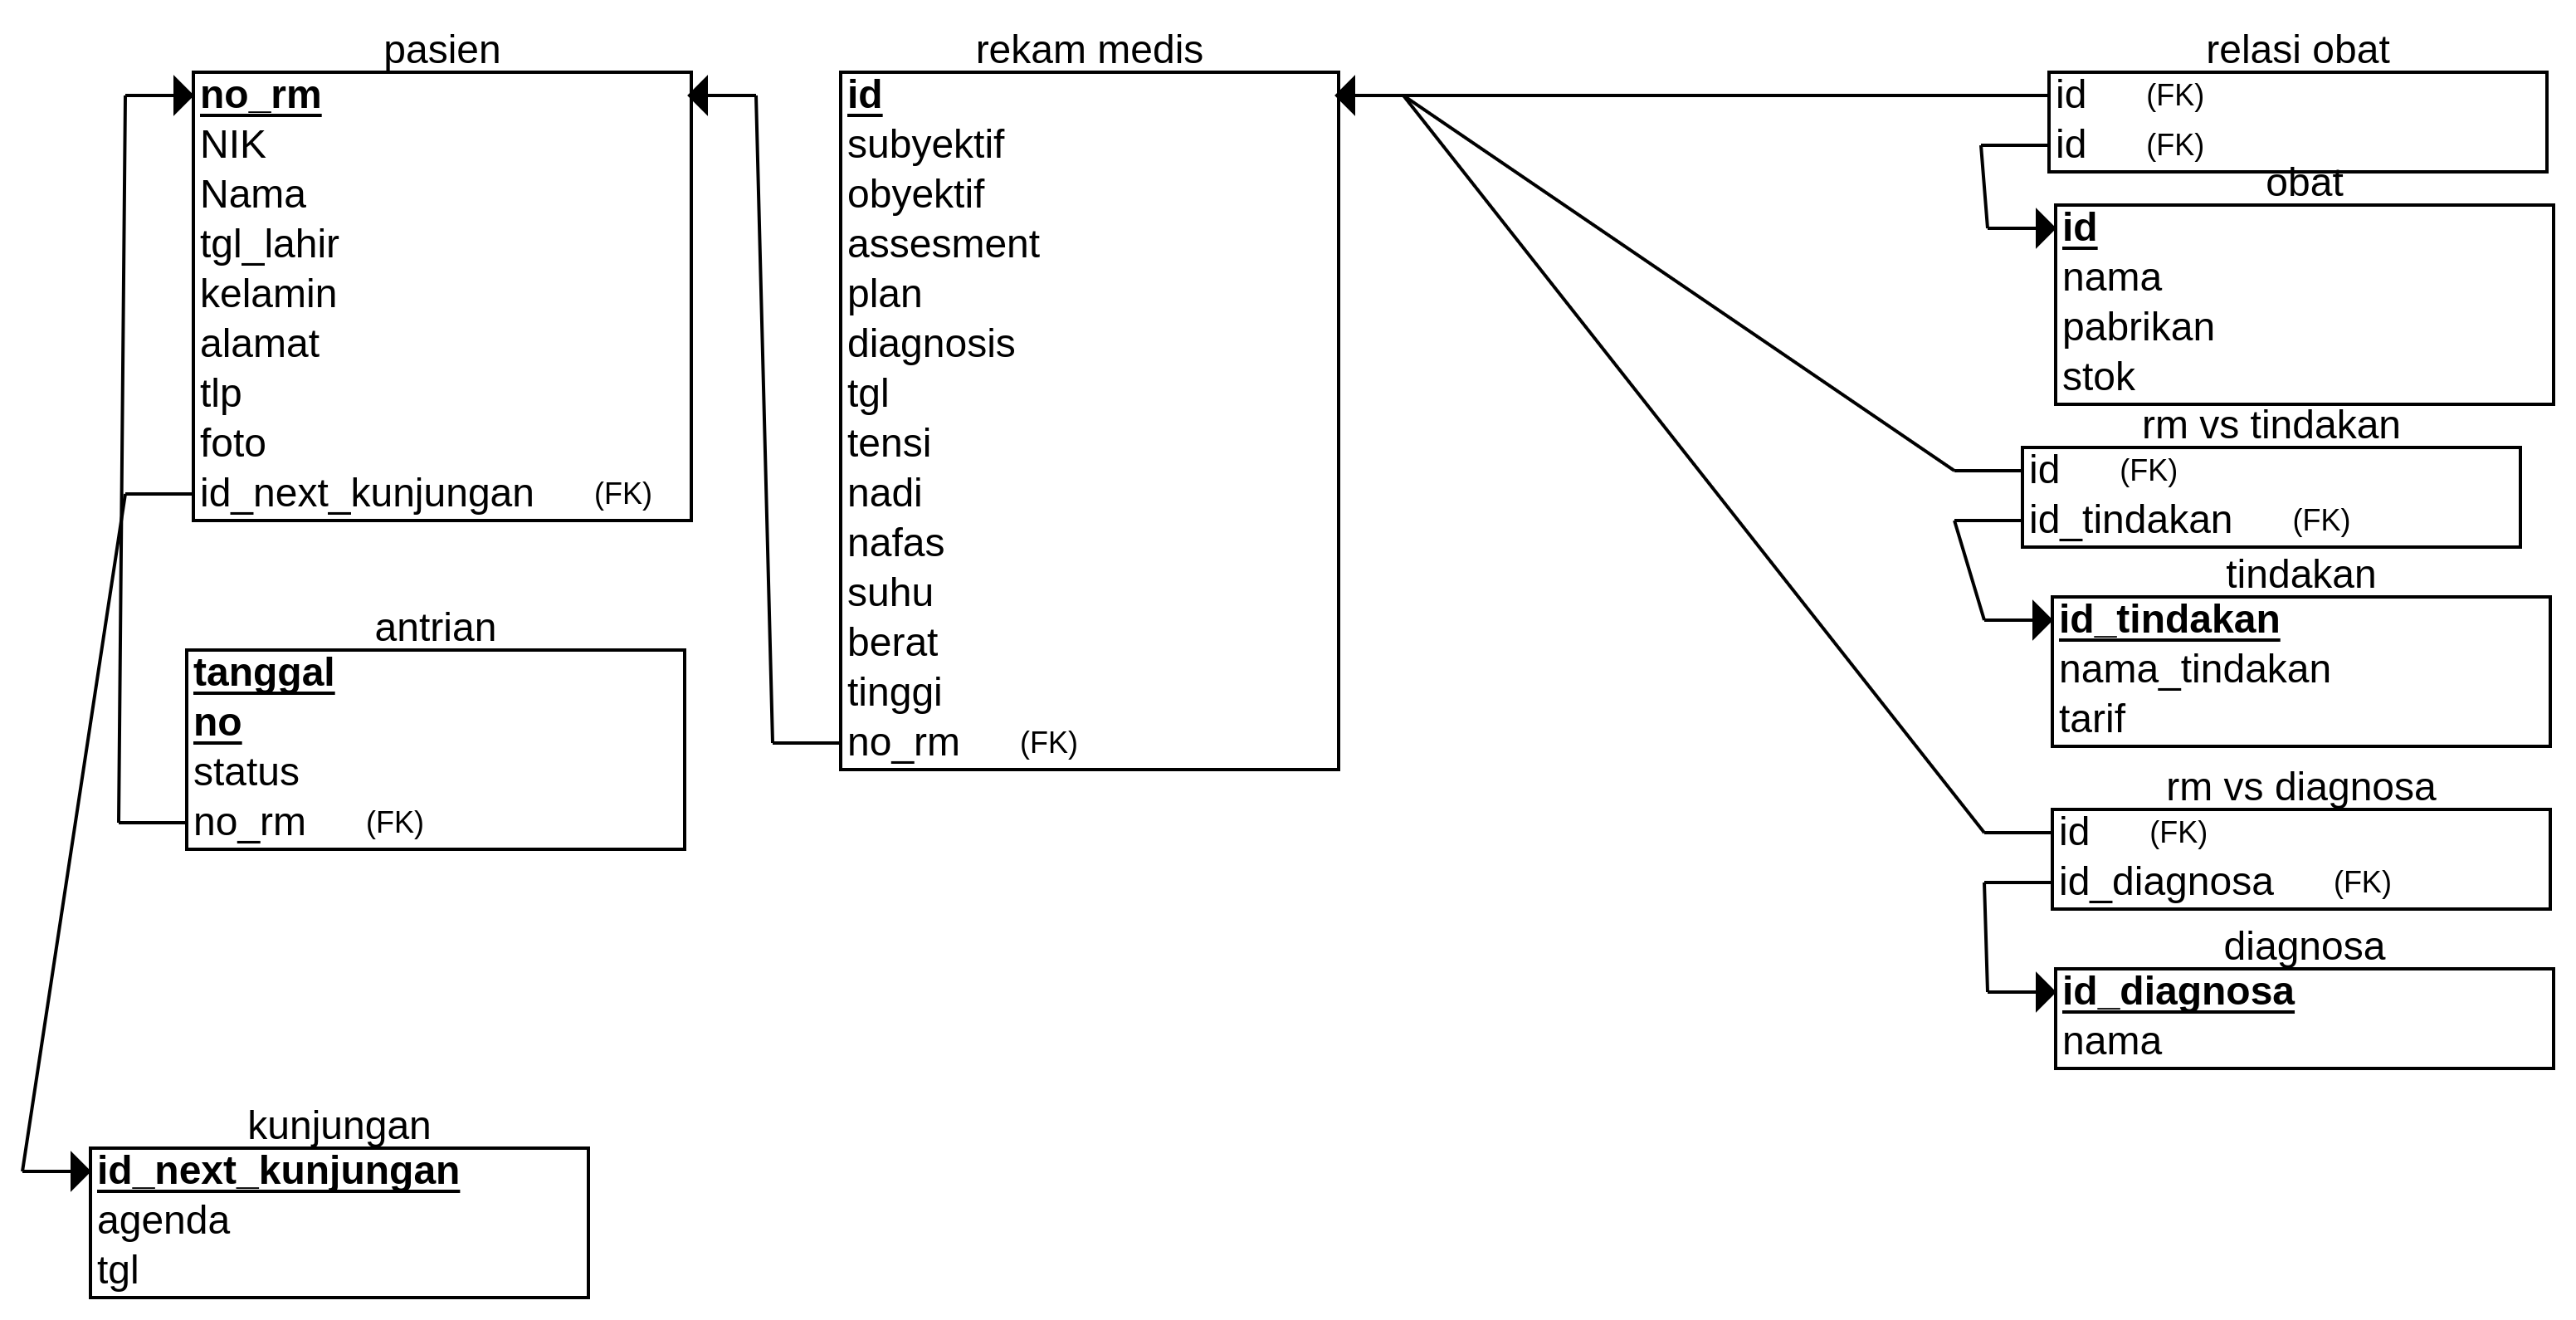 pasien
no_rm
NIK
Nama
tgl_lahir
kelamin
alamat
tlp
foto
id_next_kunjungan (FK)
antrian
tanggal
no
status
no_rm (FK)
kunjungan
id_next_kunjungan
agenda
tgl
rekam medis
id
subyektif
obyektif
assesment
plan
diagnosis
tgl
tensi
nadi
nafas
suhu
berat
tinggi
no_rm (FK)
relasi obat
id (FK)
id (FK)
obat
id
nama
pabrikan
stok
rm vs tindakan
id (FK)
id_tindakan (FK)
tindakan
id_tindakan
nama_tindakan
tarif
rm vs diagnosa
id (FK)
id_diagnosa (FK)
diagnosa
id_diagnosa
nama